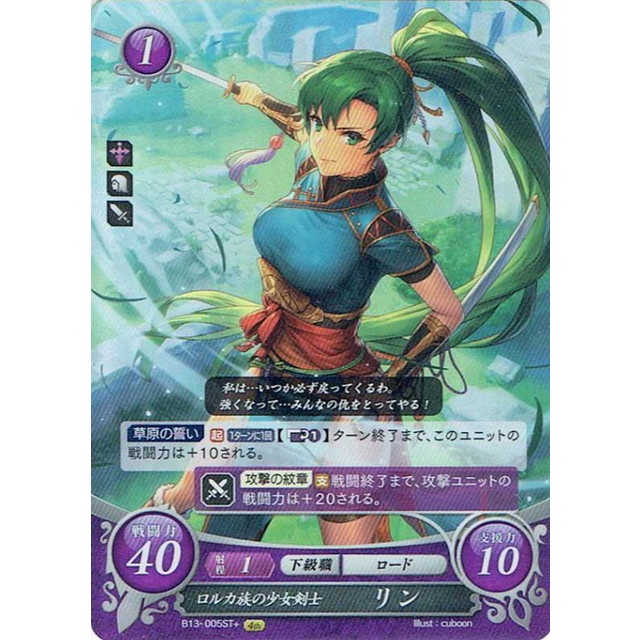 1
私は…いつか必ず戻ってくるわ。
強くなって…みんなの仇をとってやる！
草原の誓い 起 1ターンに1回 【1】ターン終了まで、このユニットの
戦闘力は＋10される。
攻撃の紋章 支 戦闘終了まで、攻撃ユニットの
戦闘力は＋20される。
戦闘力 40
射程 1 下級職 ロード
支援力 10
ロルカ族の少女剣士 リン
B13-005ST+ 4th Illust : cuboon